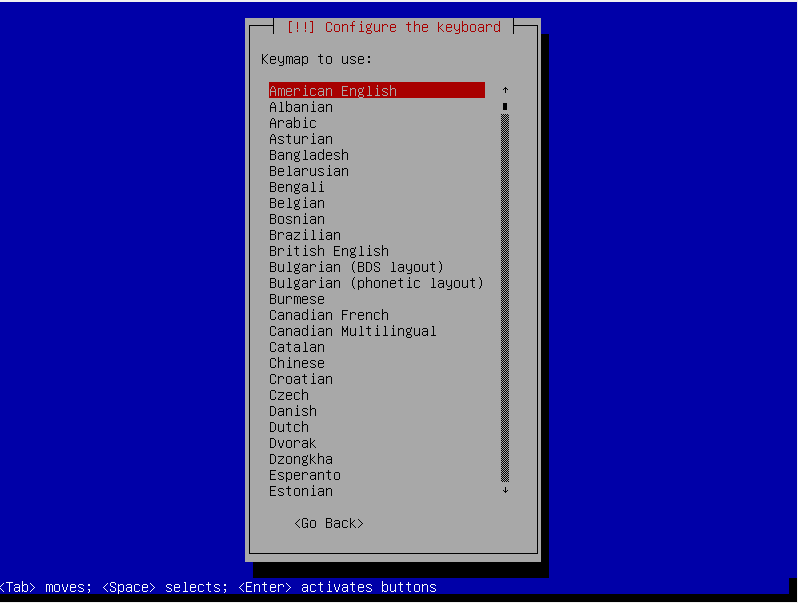 [!!] Configure the keyboard
Keymap to use:
American English
Albanian
Arabic
Asturian
Bangladesh
Belarusian
Bengali
Belgian
Bosnian
Brazilian
British English
Bulgarian (BDS layout)
Bulgarian (phonetic layout)
Burmese
Canadian French
Canadian Multilingual
Catalan
Chinese
Croatian
Czech
Danish
Dutch
Dvorak
Dzongkha
Esperanto
Estonian
<Go Back>
<Tab> moves; <Space> selects; <Enter> activates buttons